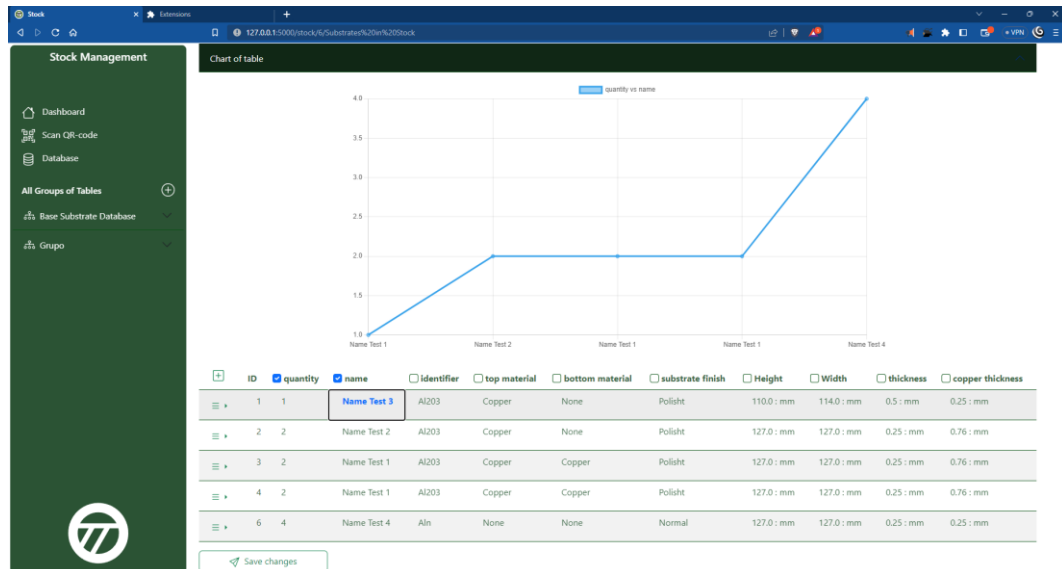 Stock
Extensions
127.0.0.1:5000/stock/6/Substrates%20in%20Stock
VPN
Stock Management
Dashboard
Scan QR-code
Database
All Groups of Tables
Base Substrate Database
Grupo
Chart of table
quantity vs name
4.0
3.5
3.0
2.5
2.0
1.5
1.0
Name Test 1 Name Test 2 Name Test 1 Name Test 1 Name Test 4
ID quantity name identifier top material bottom material substrate finish Height Width thickness copper thickness
1 1 Name Test 3 Al203 Copper None Polisht 110.0 : mm 114.0 : mm 0.5 : mm 0.25 : mm
2 2 Name Test 2 Al203 Copper None Polisht 127.0 : mm 127.0 : mm 0.25 : mm 0.76 : mm
3 2 Name Test 1 Al203 Copper Copper Polisht 127.0 : mm 127.0 : mm 0.25 : mm 0.76 : mm
4 2 Name Test 1 Al203 Copper Copper Polisht 127.0 : mm 127.0 : mm 0.25 : mm 0.76 : mm
6 4 Name Test 4 Aln None None Normal 127.0 : mm 127.0 : mm 0.25 : mm 0.25 : mm
Save changes